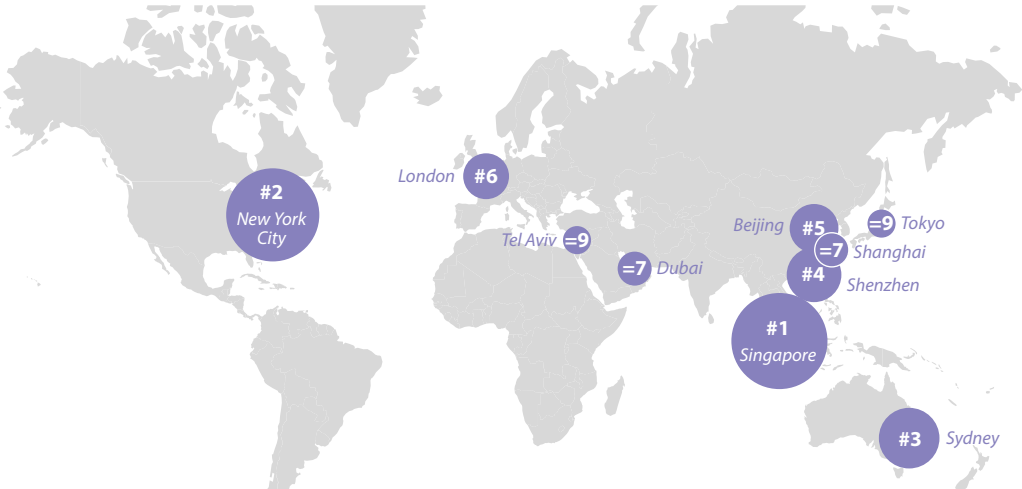 #2
New York
City
London
#6
Tel Aviv
=9
=7
Dubai
Beijing
#5
=9
Tokyo
=7
Shanghai
#4
Shenzhen
#1
Singapore
#3
Sydney